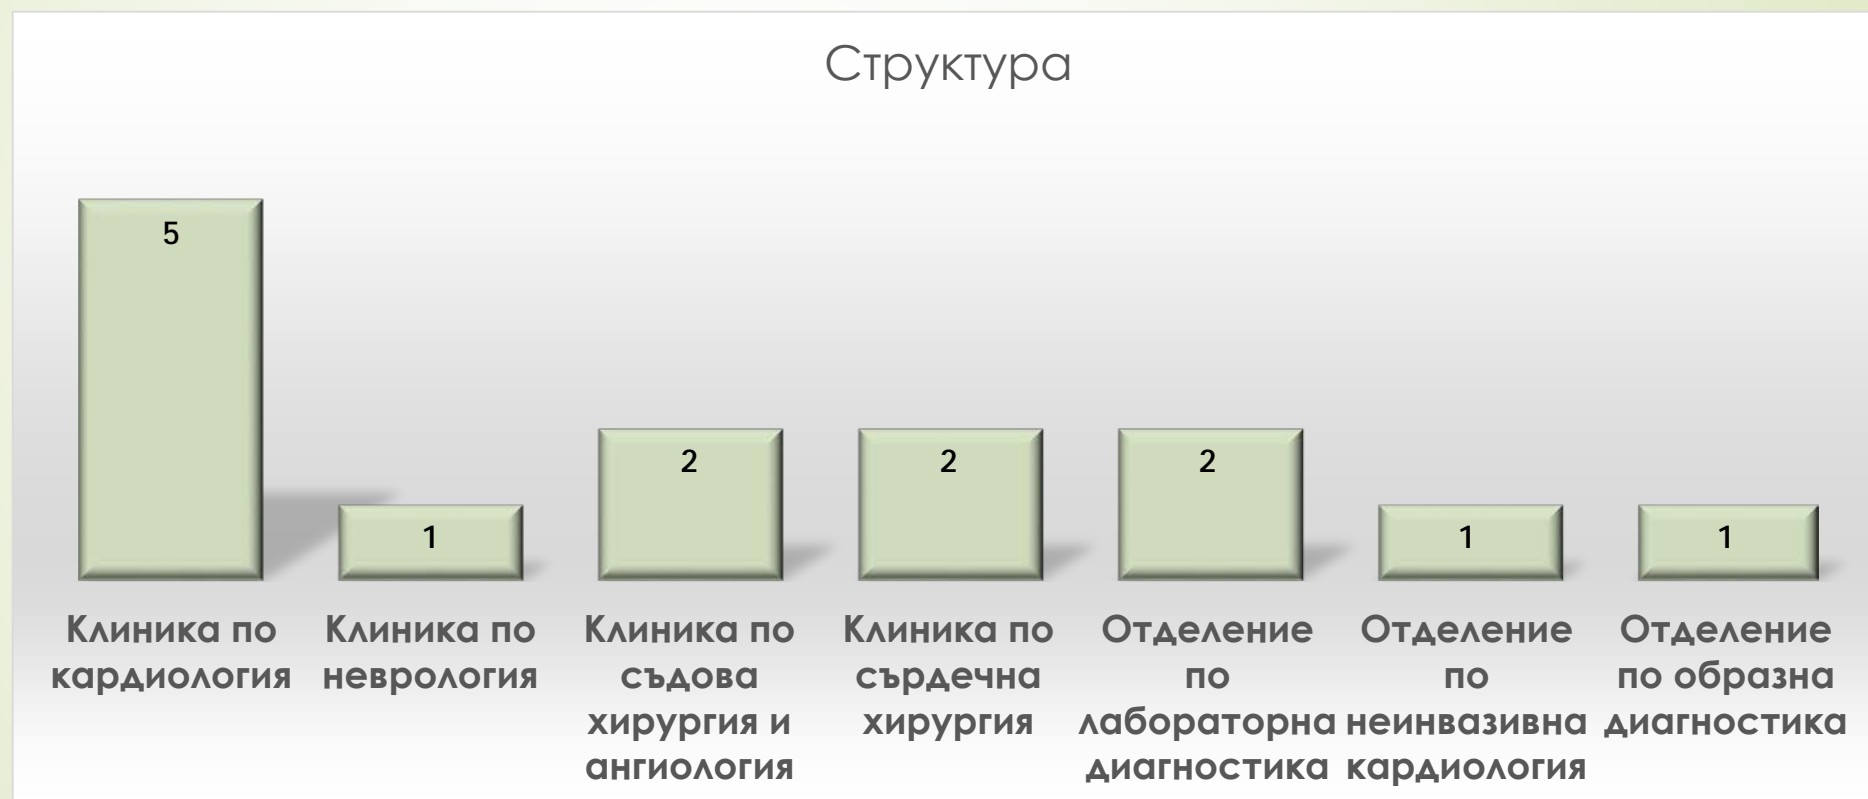 Структура
5
1
2
2
2
1
1
Клиника по
кардиология
Клиника по
неврология
Клиника по
съдова
хирургия и
ангиология
Клиника по
сърдечна
хирургия
Отделение
по
лабораторна
диагностика
Отделение
по
неинвазивна
кардиология
Отделение
по образна
диагностика